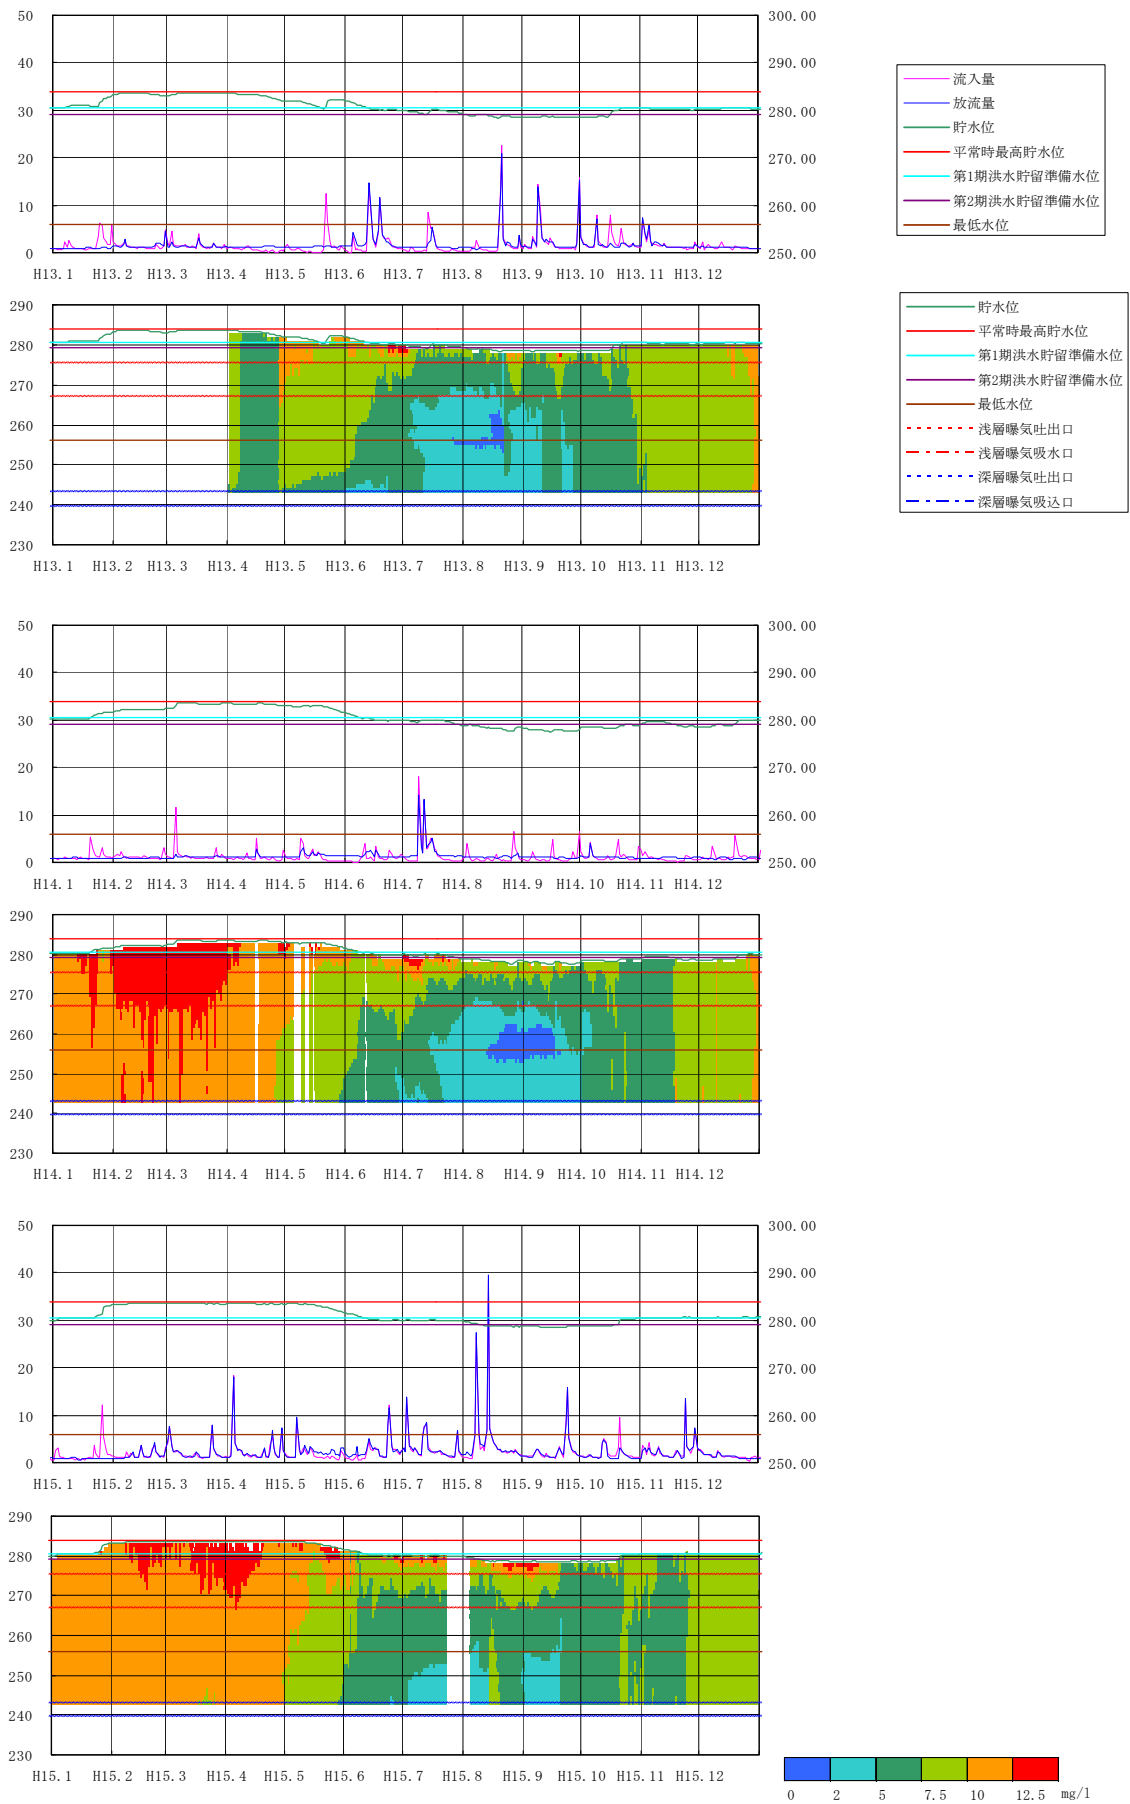 50 300.00
40 290.00
30 280.00
20 270.00
10 260.00
0 250.00
H13.1 H13.2 H13.3 H13.4 H13.5 H13.6 H13.7 H13.8 H13.9 H13.10 H13.11 H13.12
流入量
放流量
貯水位
平常時最高貯水位
第1期洪水貯留準備水位
第2期洪水貯留準備水位
最低水位
290
280
270
260
250
240
230
H13.1 H13.2 H13.3 H13.4 H13.5 H13.6 H13.7 H13.8 H13.9 H13.10 H13.11 H13.12
貯水位
平常時最高貯水位
第1期洪水貯留準備水位
第2期洪水貯留準備水位
最低水位
浅層曝気吐出口
浅層曝気吸水口
深層曝気吐出口
深層曝気吸込口
50 300.00
40 290.00
30 280.00
20 270.00
10 260.00
0 250.00
H14.1 H14.2 H14.3 H14.4 H14.5 H14.6 H14.7 H14.8 H14.9 H14.10 H14.11 H14.12
290
280
270
260
250
240
230
H14.1 H14.2 H14.3 H14.4 H14.5 H14.6 H14.7 H14.8 H14.9 H14.10 H14.11 H14.12
50 300.00
40 290.00
30 280.00
20 270.00
10 260.00
0 250.00
H15.1 H15.2 H15.3 H15.4 H15.5 H15.6 H15.7 H15.8 H15.9 H15.10 H15.11 H15.12
290
280
270
260
250
240
230
H15.1 H15.2 H15.3 H15.4 H15.5 H15.6 H15.7 H15.8 H15.9 H15.10 H15.11 H15.12
0 2 5 7.5 10 12.5 mg/l